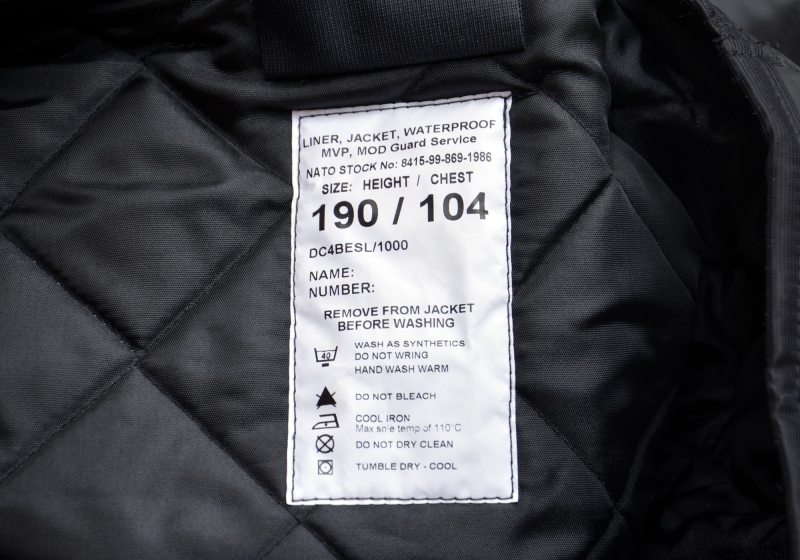 LINER, JACKET, WATERPROOF
MVP, MOD Guard Service
NATO STOCK No: 8415-99-869-1986
SIZE: HEIGHT / CHEST
190 / 104
DC4BESL/1000
NAME:
NUMBER:
REMOVE FROM JACKET
BEFORE WASHING
40
WASH AS SYNTHETICS
DO NOT WRING
HAND WASH WARM
DO NOT BLEACH
COOL IRON
Max sole temp of 110°C
DO NOT DRY CLEAN
TUMBLE DRY - COOL